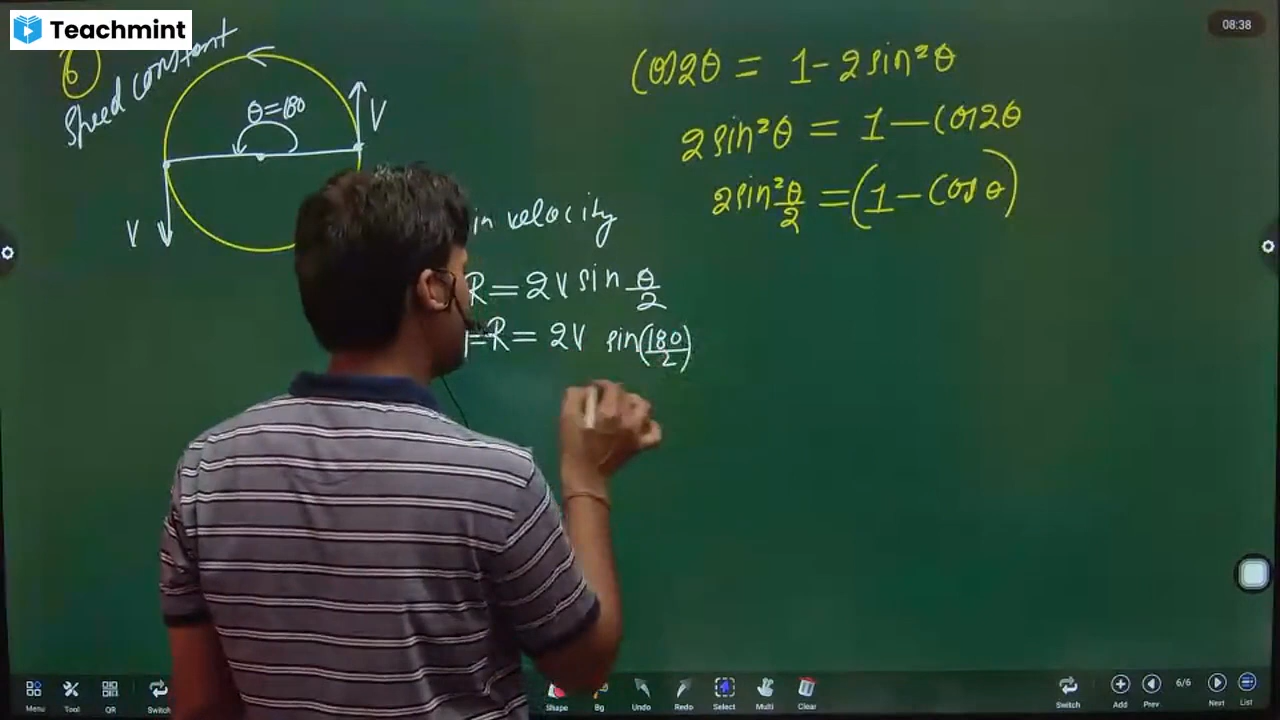 Teachmint
08:38
6
Speed constant
θ=180
V
V
in velocity
R = 2V sin θ/2
R = 2V sin(180/2)
Cos2θ = 1-2sin²θ
2sin²θ = 1-Cos2θ
2sin²θ/2 = (1-Cosθ)
Menu Tool QR Switch Shape Bg Undo Redo Select Multi Clear Switch Add Prev 6/6 Next List